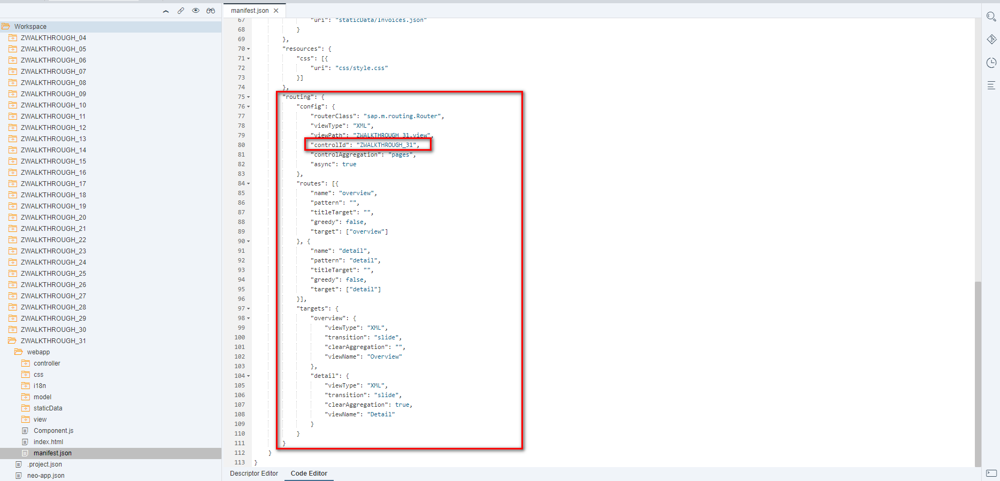 manifest.json
Workspace
ZWALKTHROUGH_04
ZWALKTHROUGH_05
ZWALKTHROUGH_06
ZWALKTHROUGH_07
ZWALKTHROUGH_08
ZWALKTHROUGH_09
ZWALKTHROUGH_10
ZWALKTHROUGH_11
ZWALKTHROUGH_12
ZWALKTHROUGH_13
ZWALKTHROUGH_14
ZWALKTHROUGH_15
ZWALKTHROUGH_16
ZWALKTHROUGH_17
ZWALKTHROUGH_18
ZWALKTHROUGH_19
ZWALKTHROUGH_20
ZWALKTHROUGH_21
ZWALKTHROUGH_22
ZWALKTHROUGH_23
ZWALKTHROUGH_24
ZWALKTHROUGH_25
ZWALKTHROUGH_26
ZWALKTHROUGH_27
ZWALKTHROUGH_28
ZWALKTHROUGH_29
ZWALKTHROUGH_30
ZWALKTHROUGH_31
webapp
controller
css
i18n
model
staticData
view
Component.js
index.html
manifest.json
.project.json
neo-app.json
67 "uri": "staticData/Invoices.json"
68 }
69 },
70 "resources": {
71 "css": [{
72 "uri": "css/style.css"
73 }]
74 },
75 "routing": {
76 "config": {
77 "routerClass": "sap.m.routing.Router",
78 "viewType": "XML",
79 "viewPath": "ZWALKTHROUGH_31.view",
80 "controlId": "ZWALKTHROUGH_31",
81 "controlAggregation": "pages",
82 "async": true
83 },
84 "routes": [{
85 "name": "overview",
86 "pattern": "",
87 "titleTarget": "",
88 "greedy": false,
89 "target": ["overview"]
90 }, {
91 "name": "detail",
92 "pattern": "detail",
93 "titleTarget": "",
94 "greedy": false,
95 "target": ["detail"]
96 }],
97 "targets": {
98 "overview": {
99 "viewType": "XML",
100 "transition": "slide",
101 "clearAggregation": "",
102 "viewName": "Overview"
103 },
104 "detail": {
105 "viewType": "XML",
106 "transition": "slide",
107 "clearAggregation": true,
108 "viewName": "Detail"
109 }
110 }
111 }
112 }
113 }
Descriptor Editor Code Editor